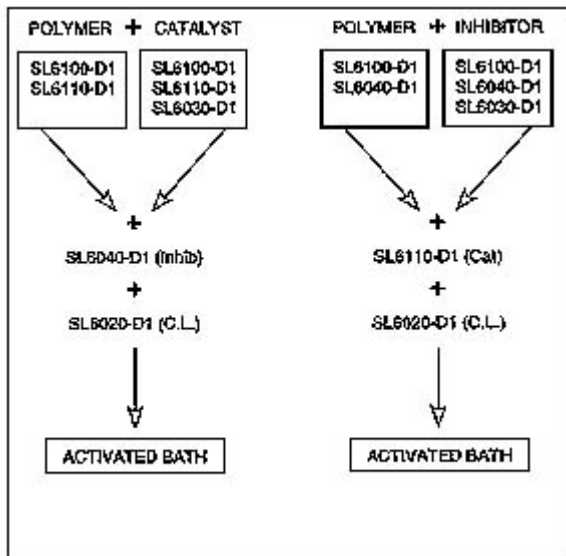 POLYMER + CATALYST
SL6100-D1
SL6110-D1
SL6100-D1
SL6110-D1
SL6030-D1
+
SL6040-D1 (Inhib)
+
SL6020-D1 (C.L.)
ACTIVATED BATH
POLYMER + INHIBITOR
SL6100-D1
SL6040-D1
SL6100-D1
SL6040-D1
SL6030-D1
+
SL6110-D1 (Cat)
+
SL6020-D1 (C.L.)
ACTIVATED BATH